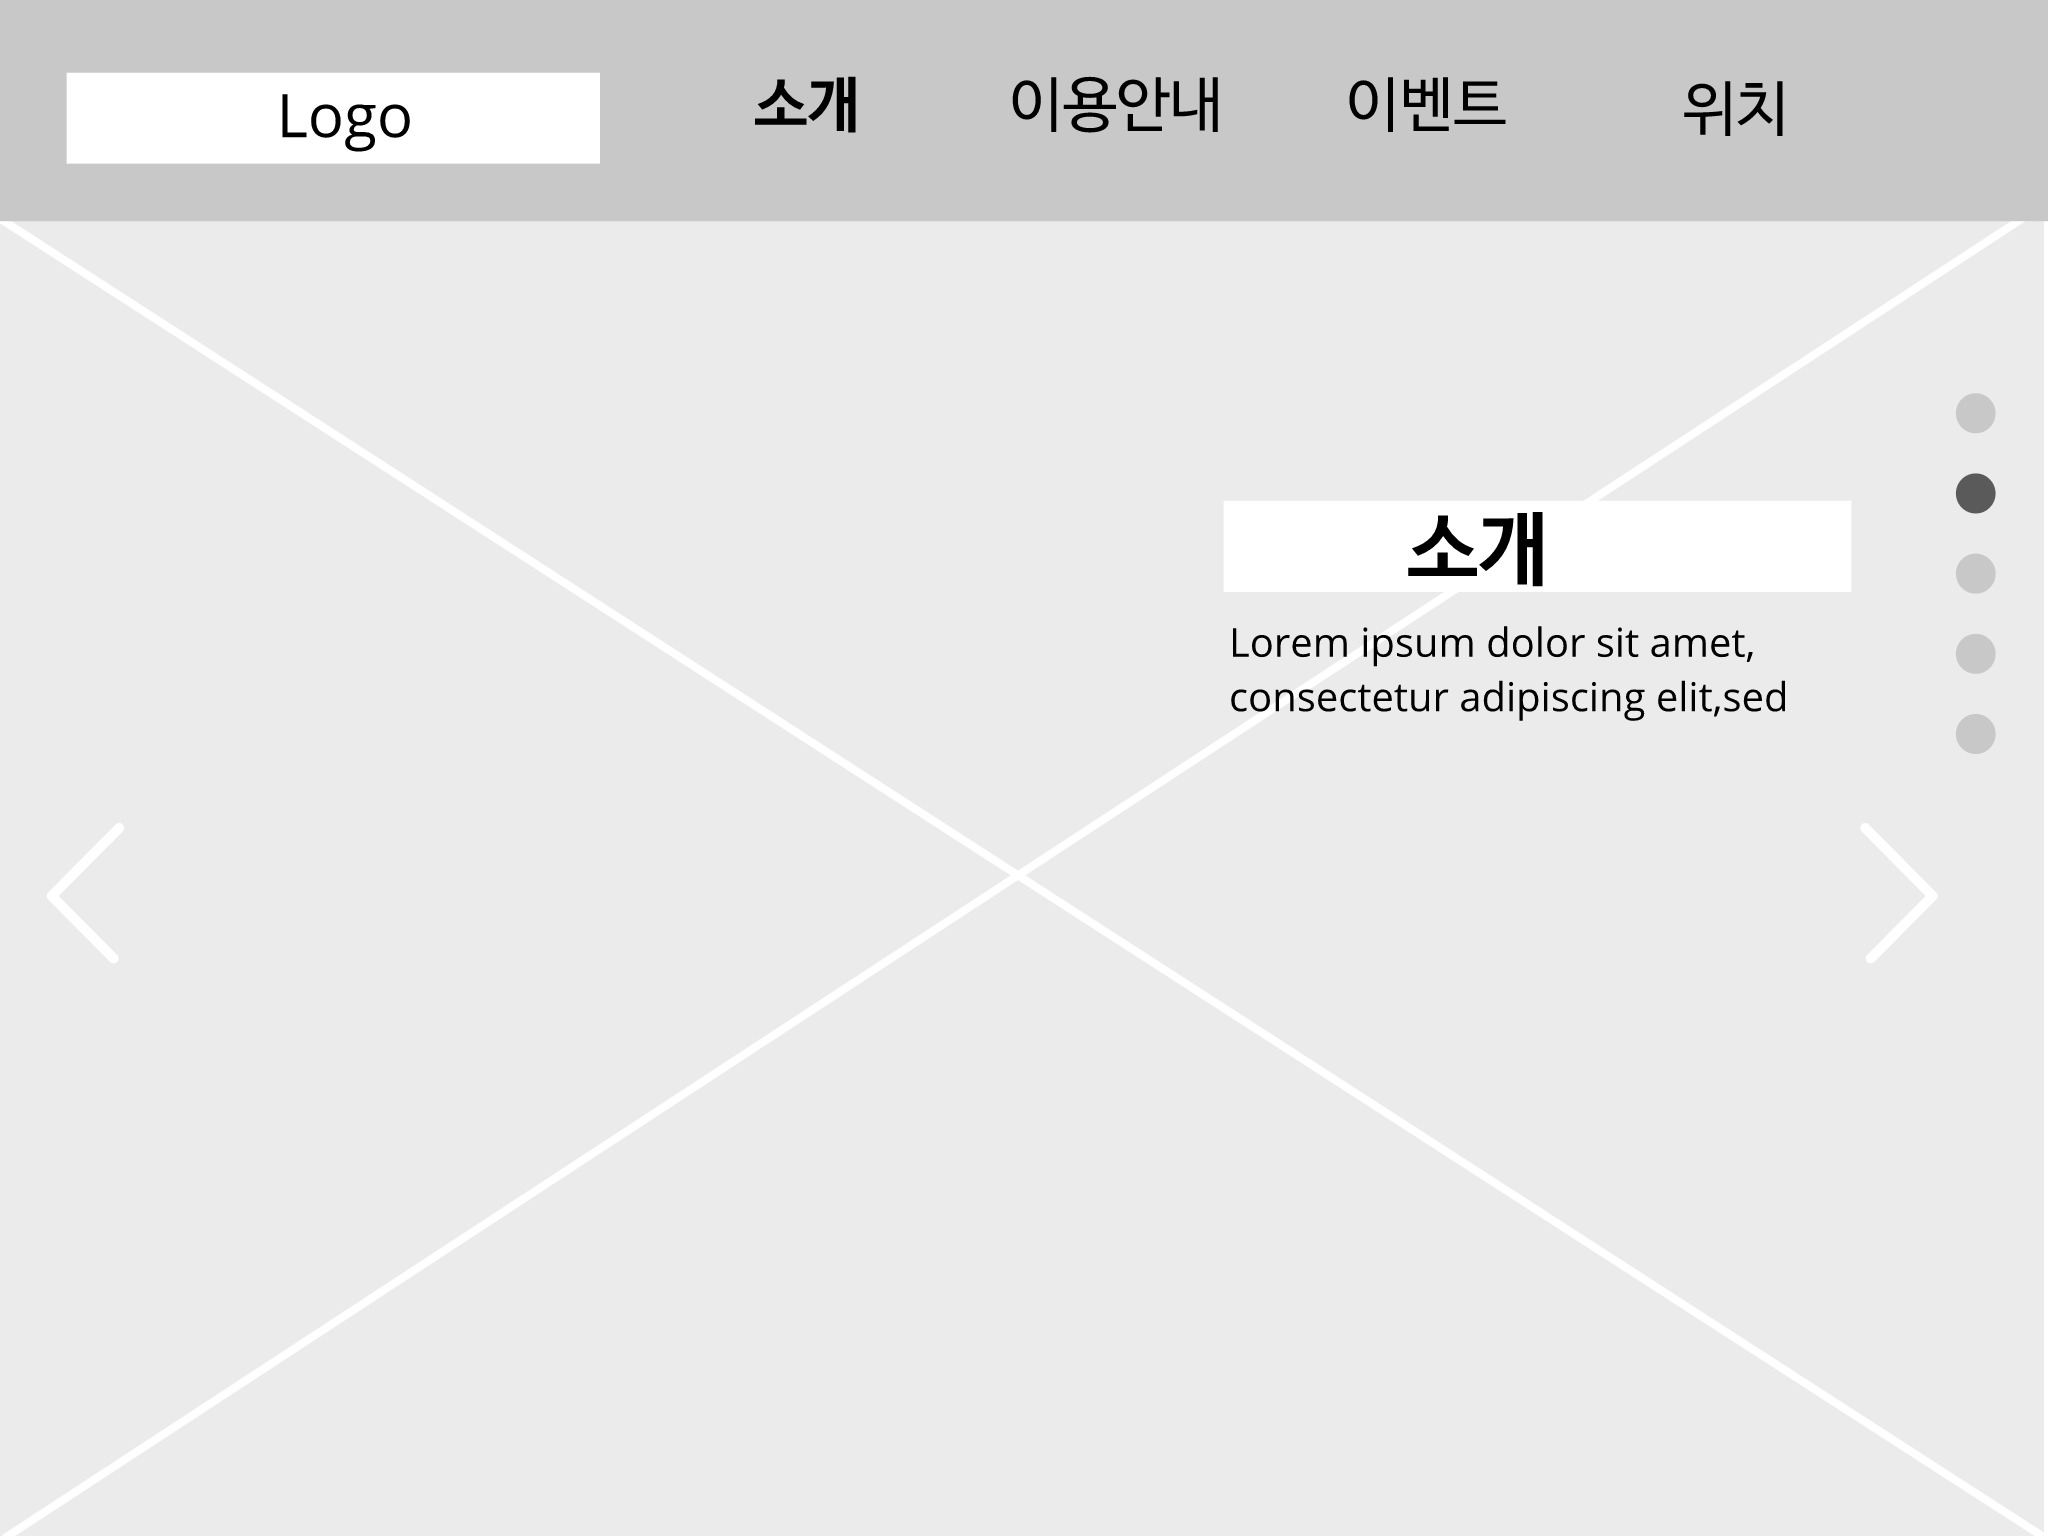 Logo
소개
이용안내
이벤트
위치
소개
Lorem ipsum dolor sit amet,
consectetur adipiscing elit,sed